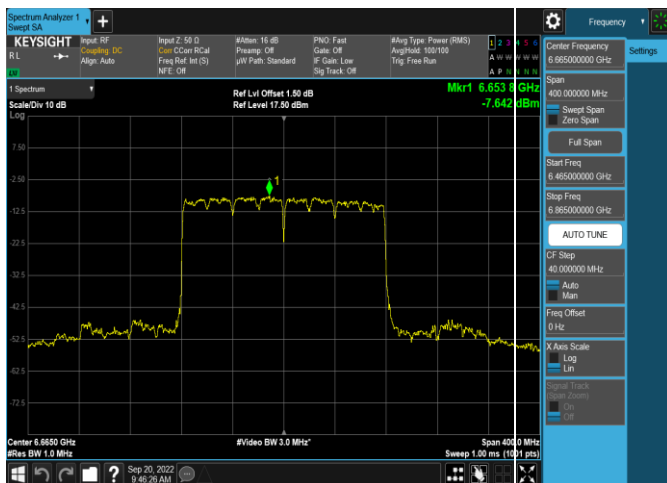 Spectrum Analyzer 1
Swept SA
Frequency
KEYSIGHT
R L
Input: RF
Coupling: DC
Align: Auto
Input Z: 50 Ω
Corr CCorr RCal
Freq Ref: Int (S)
NFE: Off
#Atten: 16 dB
Preamp: Off
µW Path: Standard
PNO: Fast
Gate: Off
IF Gain: Low
Sig Track: Off
#Avg Type: Power (RMS)
Avg|Hold: 100/100
Trig: Free Run
1 2 3 4 5 6
A W W W W W
A P N N N N
1 Spectrum
Scale/Div 10 dB
Log
Ref Lvl Offset 1.50 dB
Ref Level 17.50 dBm
Mkr1 6.653 8 GHz
-7.642 dBm
7.50
-2.50
-12.5
-22.5
-32.5
-42.5
-52.5
-62.5
-72.5
1
Center 6.6650 GHz
#Res BW 1.0 MHz
#Video BW 3.0 MHz*
Span 400.0 MHz
Sweep 1.00 ms (1001 pts)
Center Frequency
6.665000000 GHz
Settings
Span
400.000000 MHz
Swept Span
Zero Span
Full Span
Start Freq
6.465000000 GHz
Stop Freq
6.865000000 GHz
AUTO TUNE
CF Step
40.000000 MHz
Auto
Man
Freq Offset
0 Hz
X Axis Scale
Log
Lin
Signal Track
(Span Zoom)
On
Off
Sep 20, 2022
9:46:26 AM